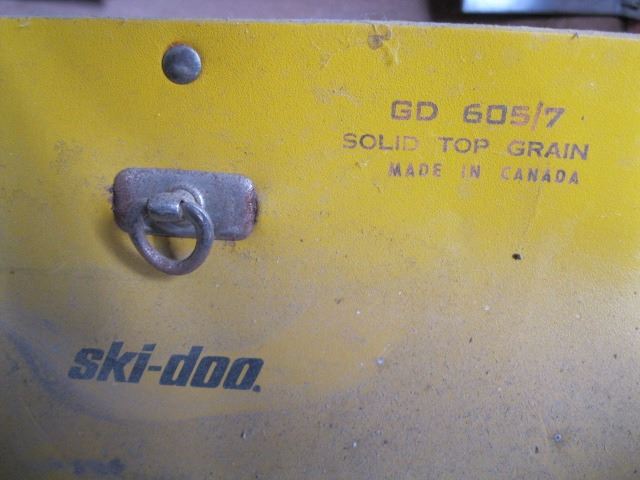 GD 605/7
SOLID TOP GRAIN
MADE IN CANADA
ski-doo.